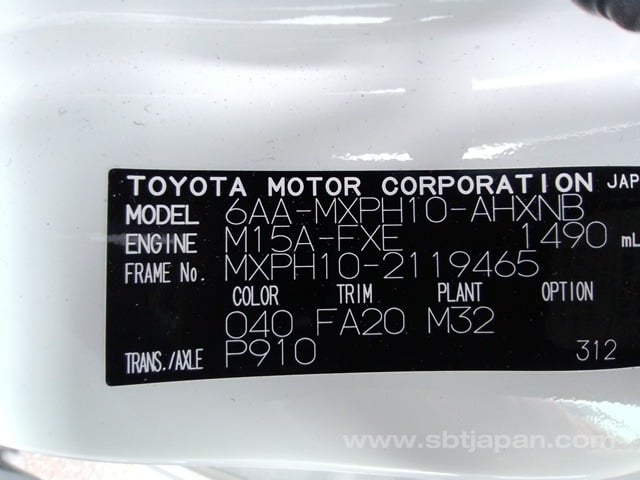 TOYOTA MOTOR CORPORATION JAP
MODEL 6AA-MXPH10-AHXNB
ENGINE M15A-FXE 1490 mL
FRAME No. MXPH10-2119465
COLOR TRIM PLANT OPTION
040 FA20 M32
TRANS./AXLE P910 312
www.sbtjapan.com